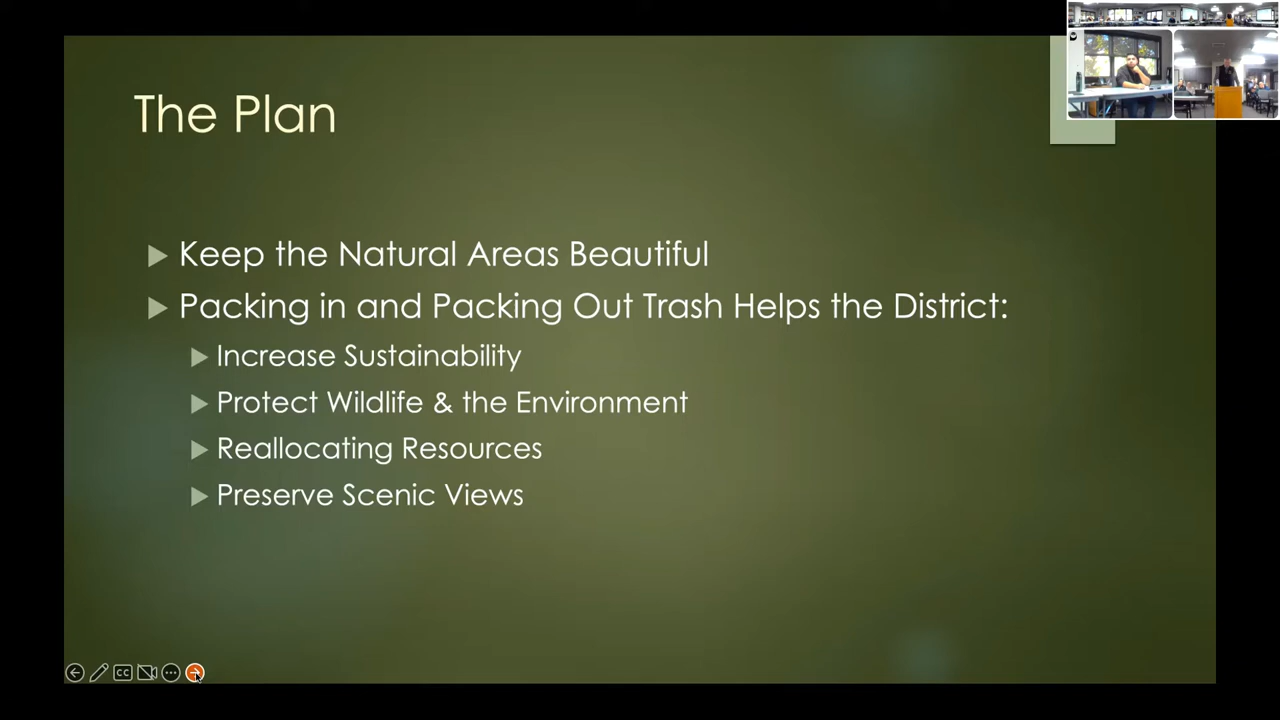 The Plan
Keep the Natural Areas Beautiful
Packing in and Packing Out Trash Helps the District:
Increase Sustainability
Protect Wildlife & the Environment
Reallocating Resources
Preserve Scenic Views
CC